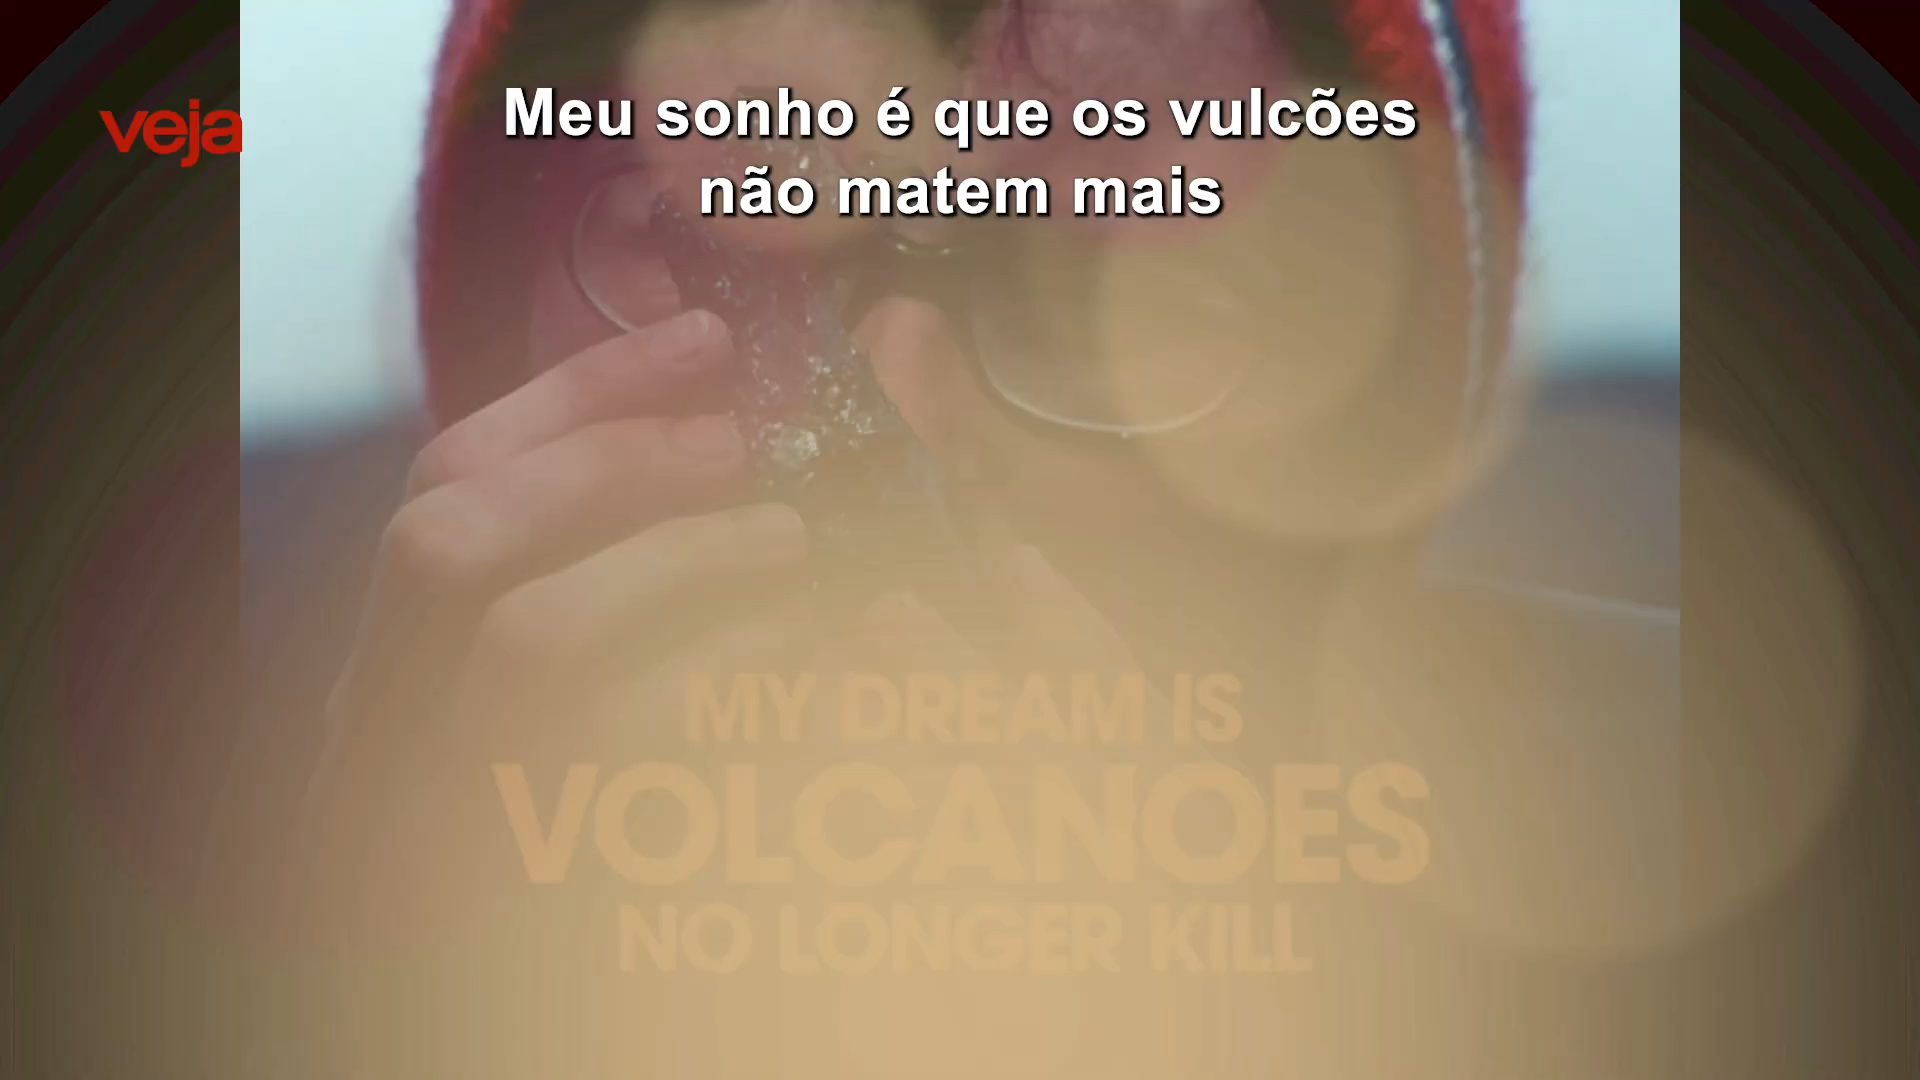 veja
Meu sonho é que os vulcões
não matem mais
MY DREAM IS
VOLCANOES
NO LONGER KILL